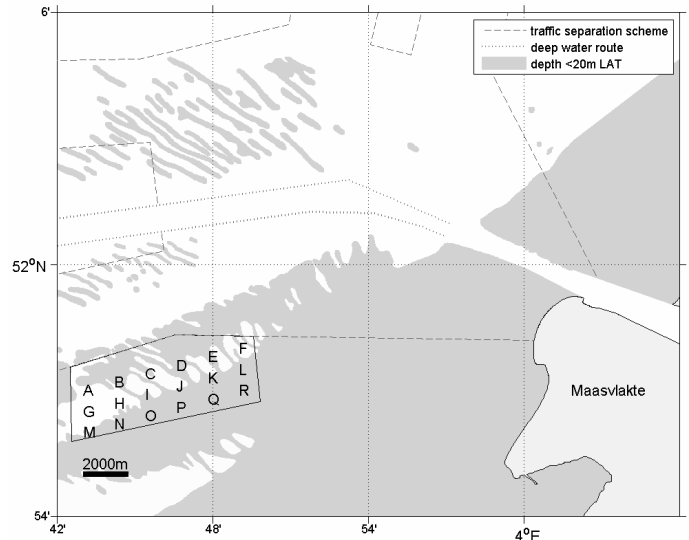 6'
traffic separation scheme
deep water route
depth <20m LAT
52°N
A B C D E F
G H I J K L
M N O P Q R
Maasvlakte
2000m
54'
42' 48' 54' 4°E